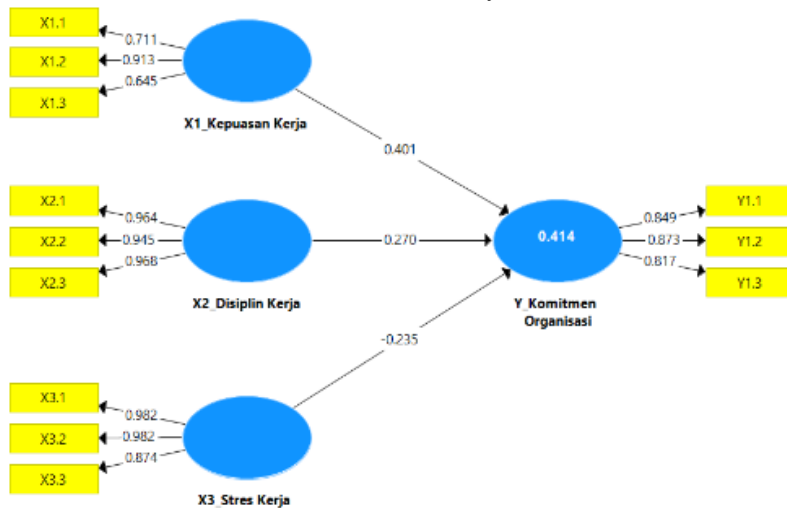 X1.1
0.711
X1.2
0.913
0.645
X1.3
X1_Kepuasan Kerja
0.401
X2.1
0.964
X2.2
0.945
0.968
X2.3
X2_Disiplin Kerja
0.270
0.414
Y_Komitmen
Organisasi
0.849
Y1.1
0.873
Y1.2
0.817
Y1.3
-0.235
X3.1
0.982
X3.2
0.982
0.874
X3.3
X3_Stres Kerja